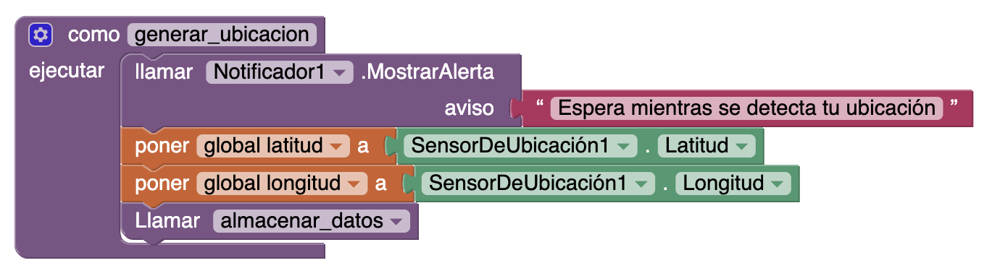 como generar_ubicacion
ejecutar llamar Notificador1 .MostrarAlerta
aviso “ Espera mientras se detecta tu ubicación ”
poner global latitud a SensorDeUbicación1 . Latitud
poner global longitud a SensorDeUbicación1 . Longitud
Llamar almacenar_datos